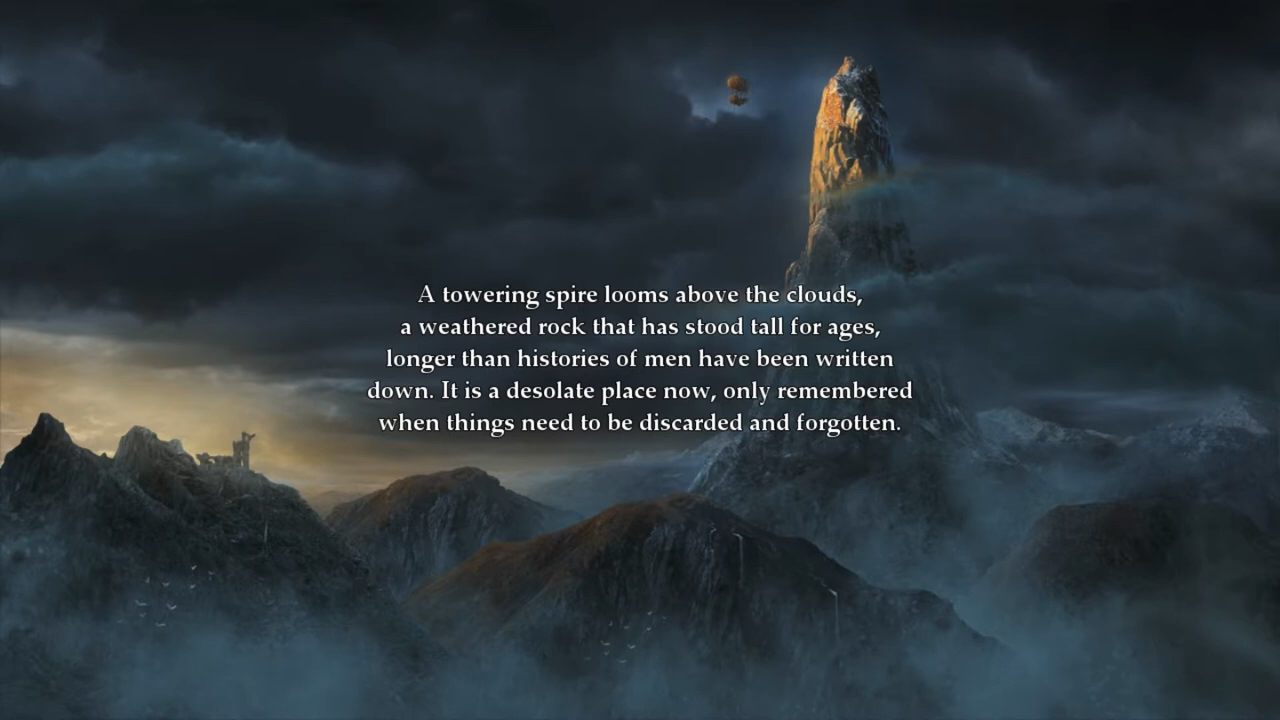 A towering spire looms above the clouds,
a weathered rock that has stood tall for ages,
longer than histories of men have been written
down. It is a desolate place now, only remembered
when things need to be discarded and forgotten.